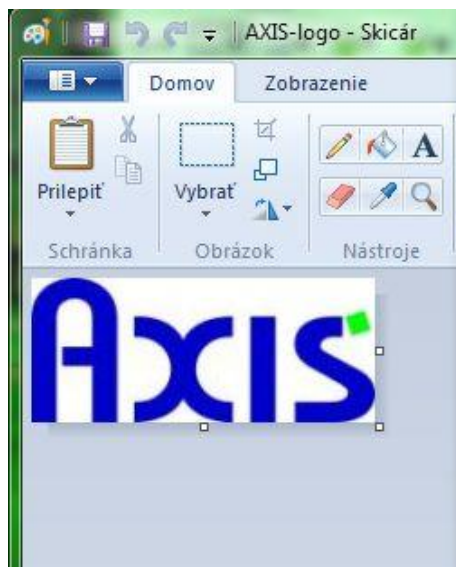 AXIS-logo - Skicár
Domov Zobrazenie
A
Prilepiť Vybrať
Schránka Obrázok Nástroje
AXIS